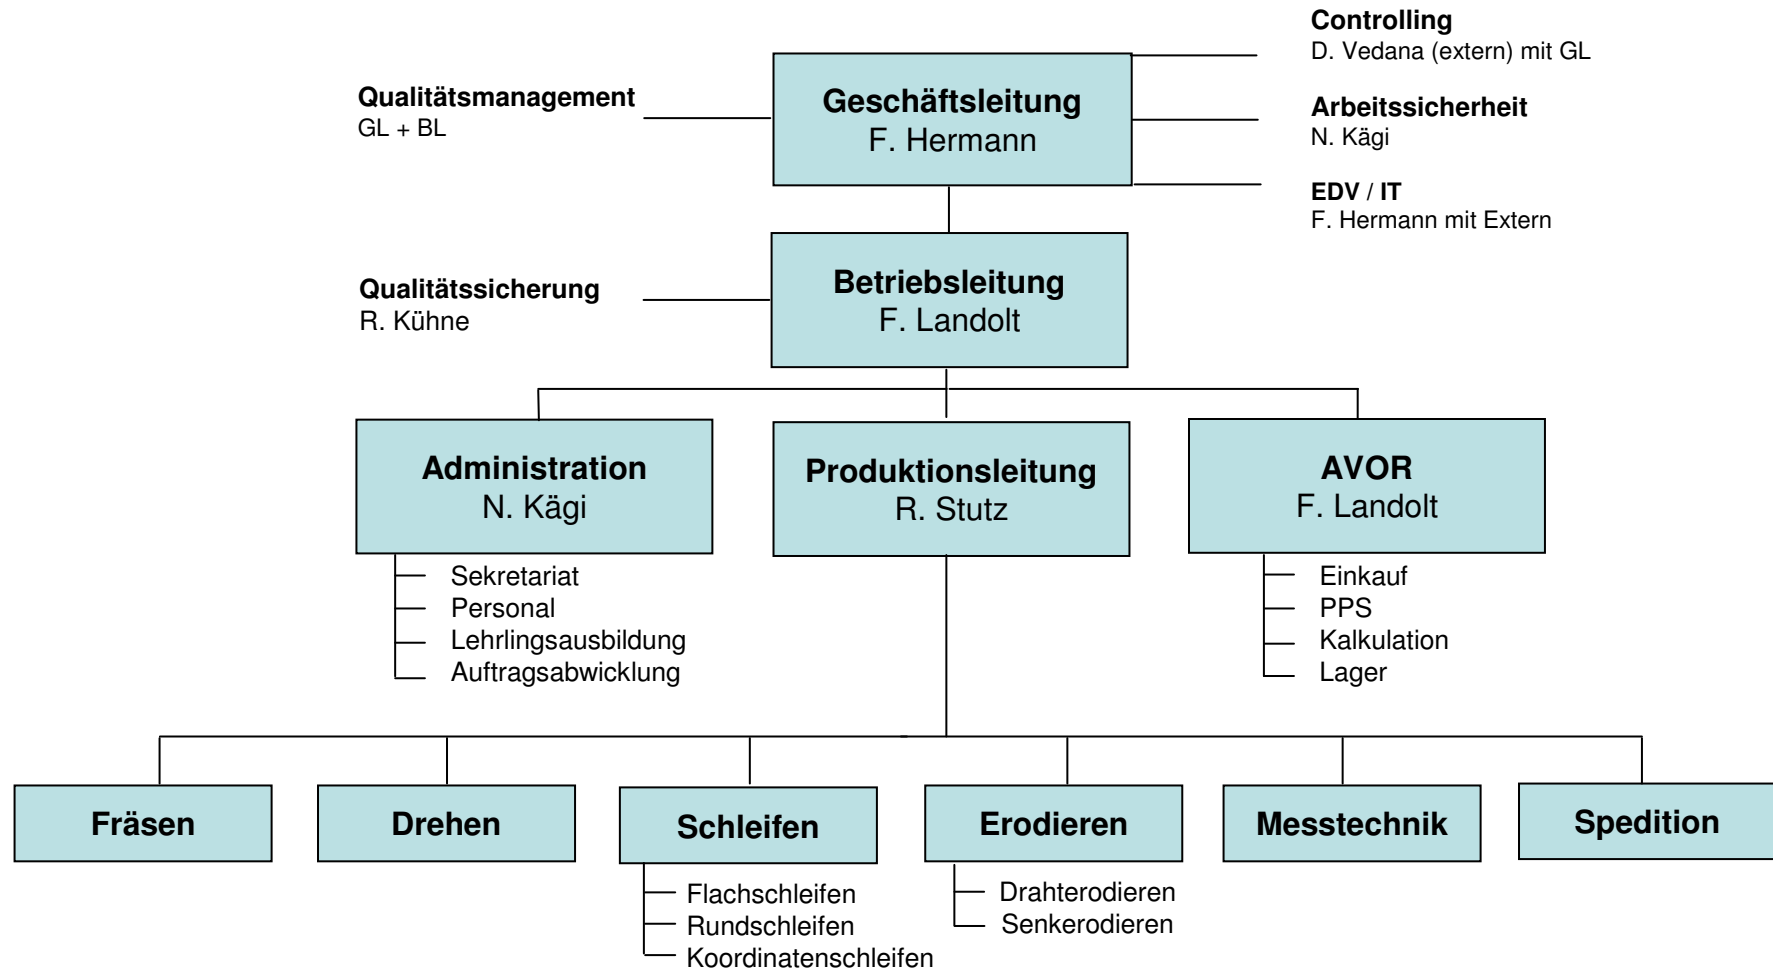 Controlling
D. Vedana (extern) mit GL
Qualitätsmanagement
GL + BL
Geschäftsleitung
F. Hermann
Arbeitssicherheit
N. Kägi
EDV / IT
F. Hermann mit Extern
Qualitätssicherung
R. Kühne
Betriebsleitung
F. Landolt
Administration
N. Kägi
Produktionsleitung
R. Stutz
AVOR
F. Landolt
Sekretariat
Personal
Lehrlingsausbildung
Auftragsabwicklung
Einkauf
PPS
Kalkulation
Lager
Fräsen
Drehen
Schleifen
Erodieren
Messtechnik
Spedition
Flachschleifen
Rundschleifen
Koordinatenschleifen
Drahterodieren
Senkerodieren